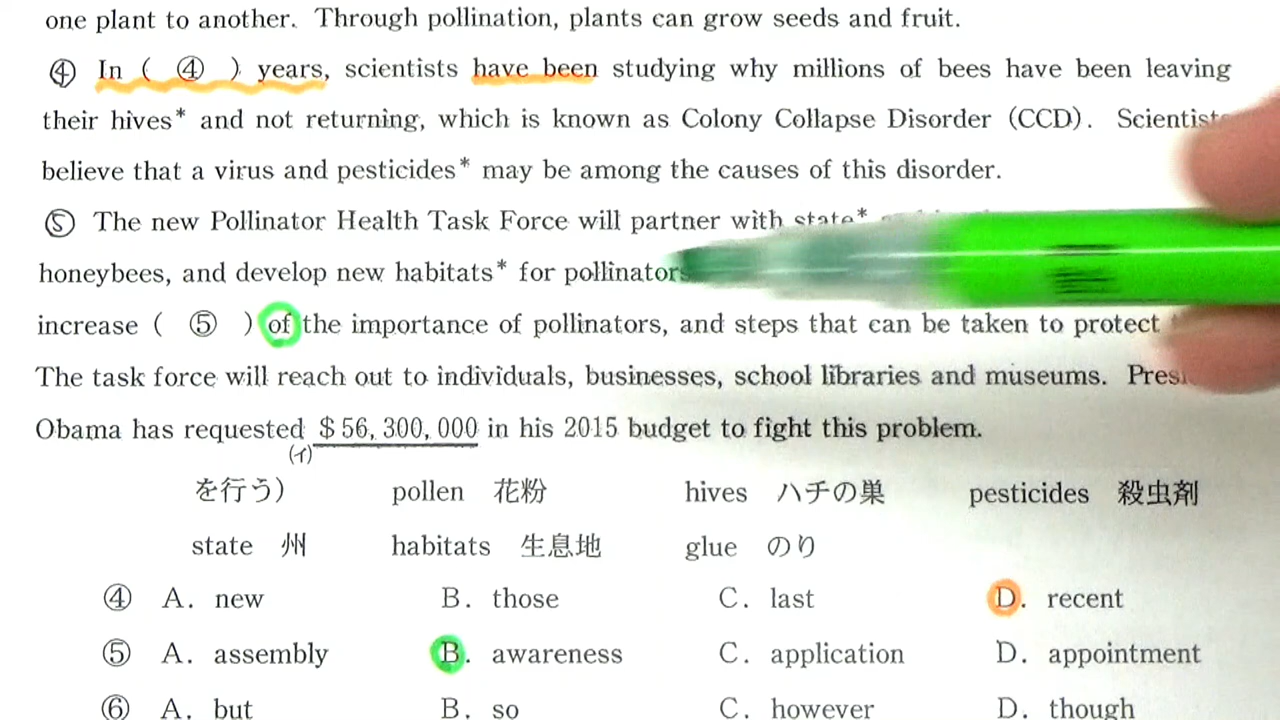 one plant to another. Through pollination, plants can grow seeds and fruit.
④ In ( ④ ) years, scientists have been studying why millions of bees have been leaving
their hives* and not returning, which is known as Colony Collapse Disorder (CCD). Scientists
believe that a virus and pesticides* may be among the causes of this disorder.
⑤ The new Pollinator Health Task Force will partner with state*
honeybees, and develop new habitats* for pollinators
increase ( ⑤ ) of the importance of pollinators, and steps that can be taken to protect
The task force will reach out to individuals, businesses, school libraries and museums.
Obama has requested $56,300,000 in his 2015 budget to fight this problem.
(イ)
を行う) pollen 花粉 hives ハチの巣 pesticides 殺虫剤
state 州 habitats 生息地 glue のり
④ A. new B. those C. last D. recent
⑤ A. assembly B. awareness C. application D. appointment
⑥ A. but B. so C. however D. though